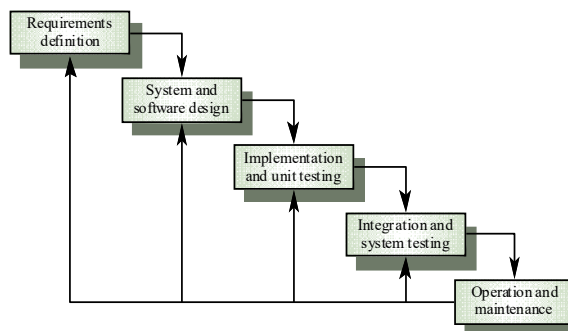 Requirements
definition
System and
software design
Implementation
and unit testing
Integration and
system testing
Operation and
maintenance